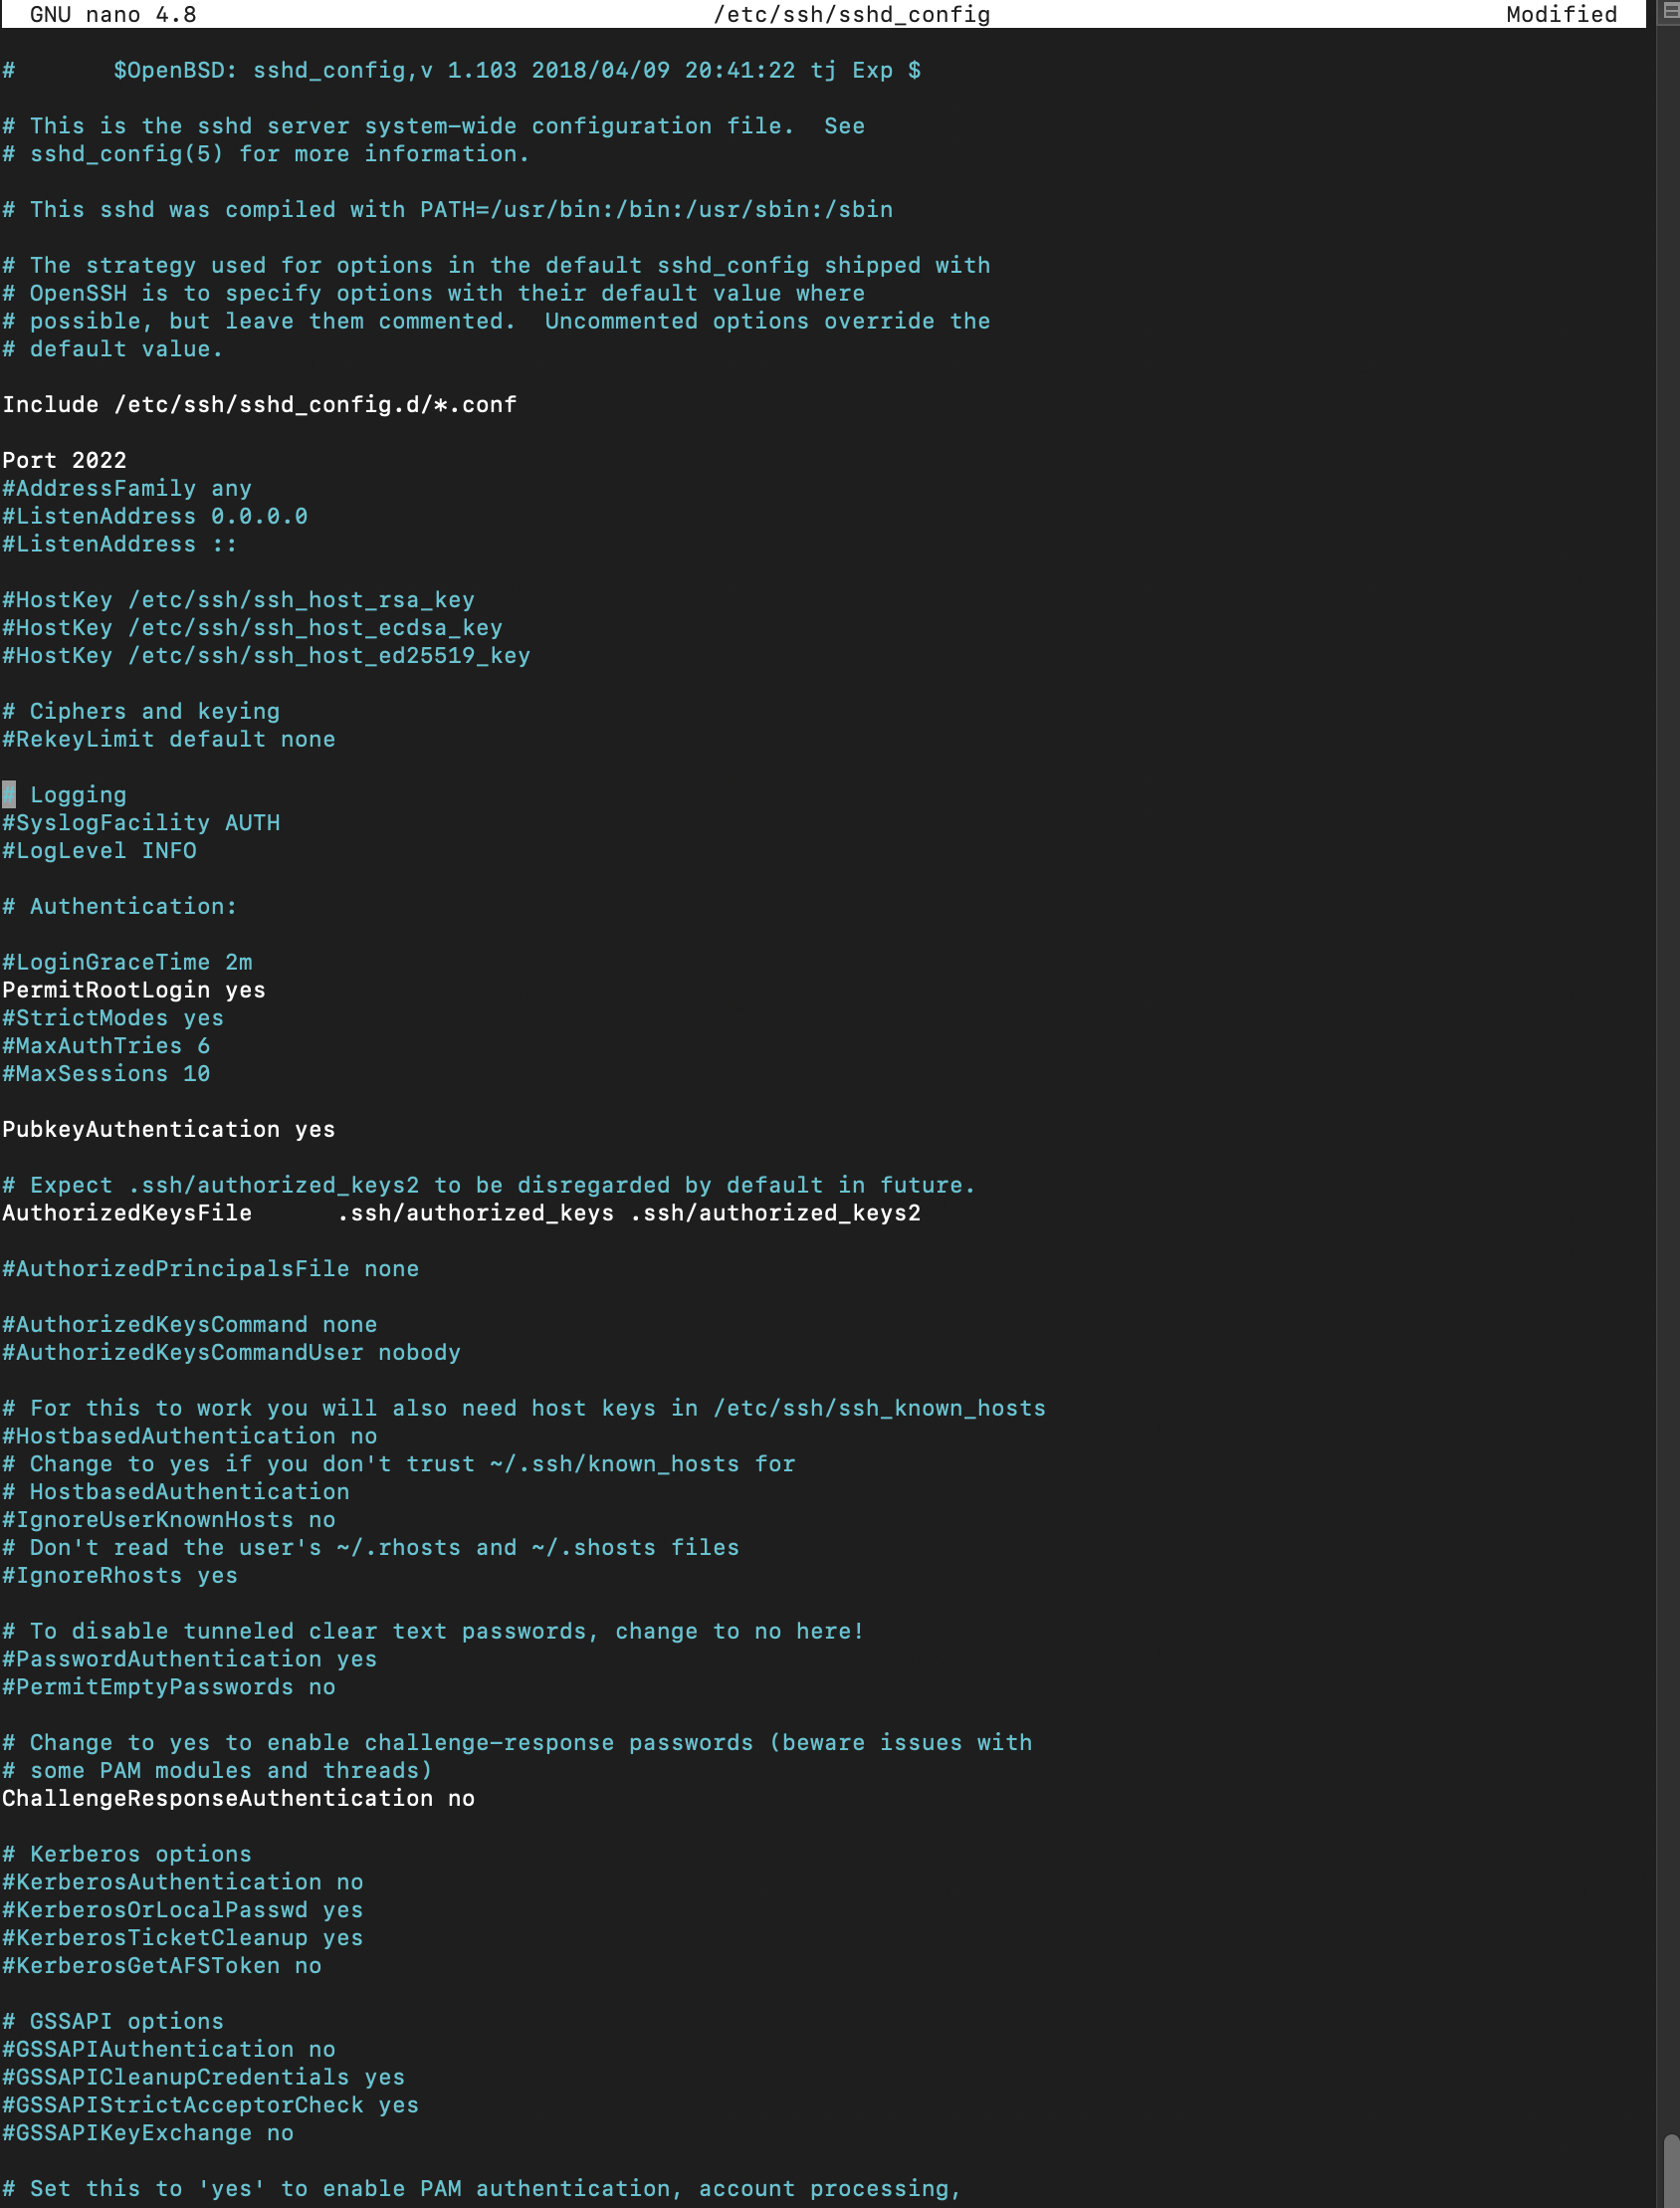 GNU nano 4.8 /etc/ssh/sshd_config Modified
# $OpenBSD: sshd_config,v 1.103 2018/04/09 20:41:22 tj Exp $
# This is the sshd server system-wide configuration file.  See
# sshd_config(5) for more information.
# This sshd was compiled with PATH=/usr/bin:/bin:/usr/sbin:/sbin
# The strategy used for options in the default sshd_config shipped with
# OpenSSH is to specify options with their default value where
# possible, but leave them commented.  Uncommented options override the
# default value.
Include /etc/ssh/sshd_config.d/*.conf
Port 2022
#AddressFamily any
#ListenAddress 0.0.0.0
#ListenAddress ::
#HostKey /etc/ssh/ssh_host_rsa_key
#HostKey /etc/ssh/ssh_host_ecdsa_key
#HostKey /etc/ssh/ssh_host_ed25519_key
# Ciphers and keying
#RekeyLimit default none
# Logging
#SyslogFacility AUTH
#LogLevel INFO
# Authentication:
#LoginGraceTime 2m
PermitRootLogin yes
#StrictModes yes
#MaxAuthTries 6
#MaxSessions 10
PubkeyAuthentication yes
# Expect .ssh/authorized_keys2 to be disregarded by default in future.
AuthorizedKeysFile      .ssh/authorized_keys .ssh/authorized_keys2
#AuthorizedPrincipalsFile none
#AuthorizedKeysCommand none
#AuthorizedKeysCommandUser nobody
# For this to work you will also need host keys in /etc/ssh/ssh_known_hosts
#HostbasedAuthentication no
# Change to yes if you don't trust ~/.ssh/known_hosts for
# HostbasedAuthentication
#IgnoreUserKnownHosts no
# Don't read the user's ~/.rhosts and ~/.shosts files
#IgnoreRhosts yes
# To disable tunneled clear text passwords, change to no here!
#PasswordAuthentication yes
#PermitEmptyPasswords no
# Change to yes to enable challenge-response passwords (beware issues with
# some PAM modules and threads)
ChallengeResponseAuthentication no
# Kerberos options
#KerberosAuthentication no
#KerberosOrLocalPasswd yes
#KerberosTicketCleanup yes
#KerberosGetAFSToken no
# GSSAPI options
#GSSAPIAuthentication no
#GSSAPICleanupCredentials yes
#GSSAPIStrictAcceptorCheck yes
#GSSAPIKeyExchange no
# Set this to 'yes' to enable PAM authentication, account processing,